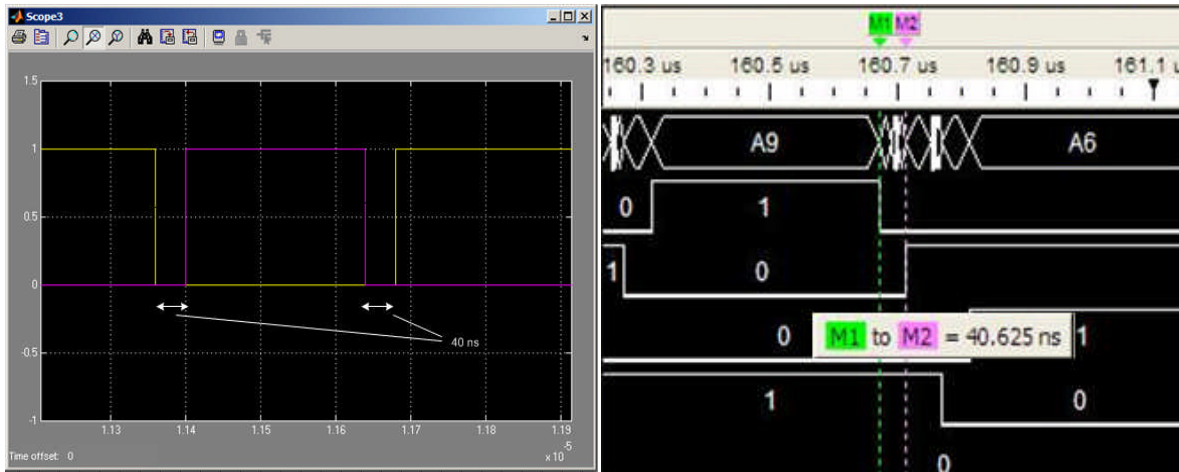 Scope3
1.5
1
0.5
0
-0.5
-1
40 ns
1.13 1.14 1.15 1.16 1.17 1.18 1.19
x 10 -5
Time offset: 0
M1 M2
160.3 us 160.5 us 160.7 us 160.9 us 161.1 u
A9 A6
0 1
1 0
0 1
M1 to M2 = 40.625 ns
1 0
0